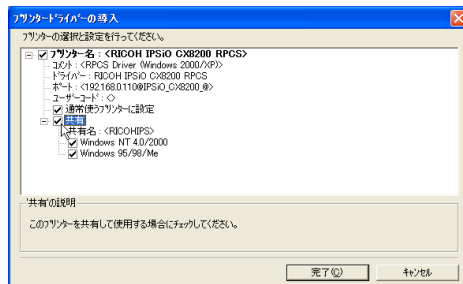 プリンタードライバーの導入
プリンターの選択と設定を行ってください。
プリンター名 : <RICOH IPSiO CX8200 RPCS>
コメント : <RPCS Driver (Windows 2000/XP)>
ドライバー : RICOH IPSiO CX8200 RPCS
ポート : <192.168.0.110@IPSiO_CX8200_@>
ユーザーコード : <>
通常使うプリンターに設定
共有
共有名 : <RICOHIPS>
Windows NT 4.0/2000
Windows 95/98/Me
'共有'の説明
このプリンターを共有して使用する場合にチェックしてください。
完了(C)
キャンセル